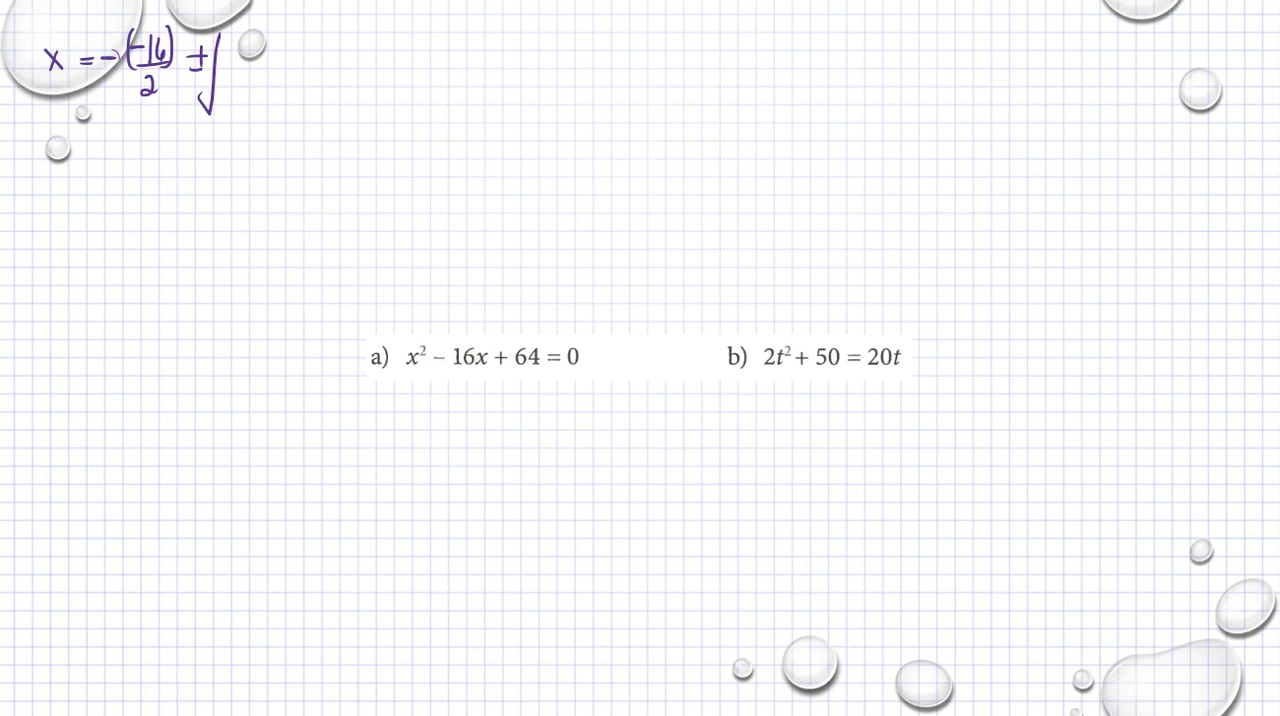 x = -(-16)/2 ± √
a) x² – 16x + 64 = 0
b) 2t² + 50 = 20t